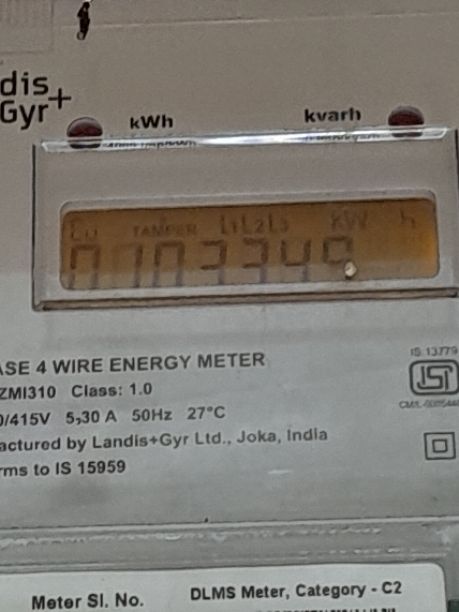 dis+
Gyr
kWh kvarh
Cu TAMPER L1L2L3 KW h
ASE 4 WIRE ENERGY METER
IS 13779
ZMI310 Class: 1.0
0/415V 5,30 A 50Hz 27°C
actured by Landis+Gyr Ltd., Joka, India
rms to IS 15959
Meter Sl. No. DLMS Meter, Category - C2